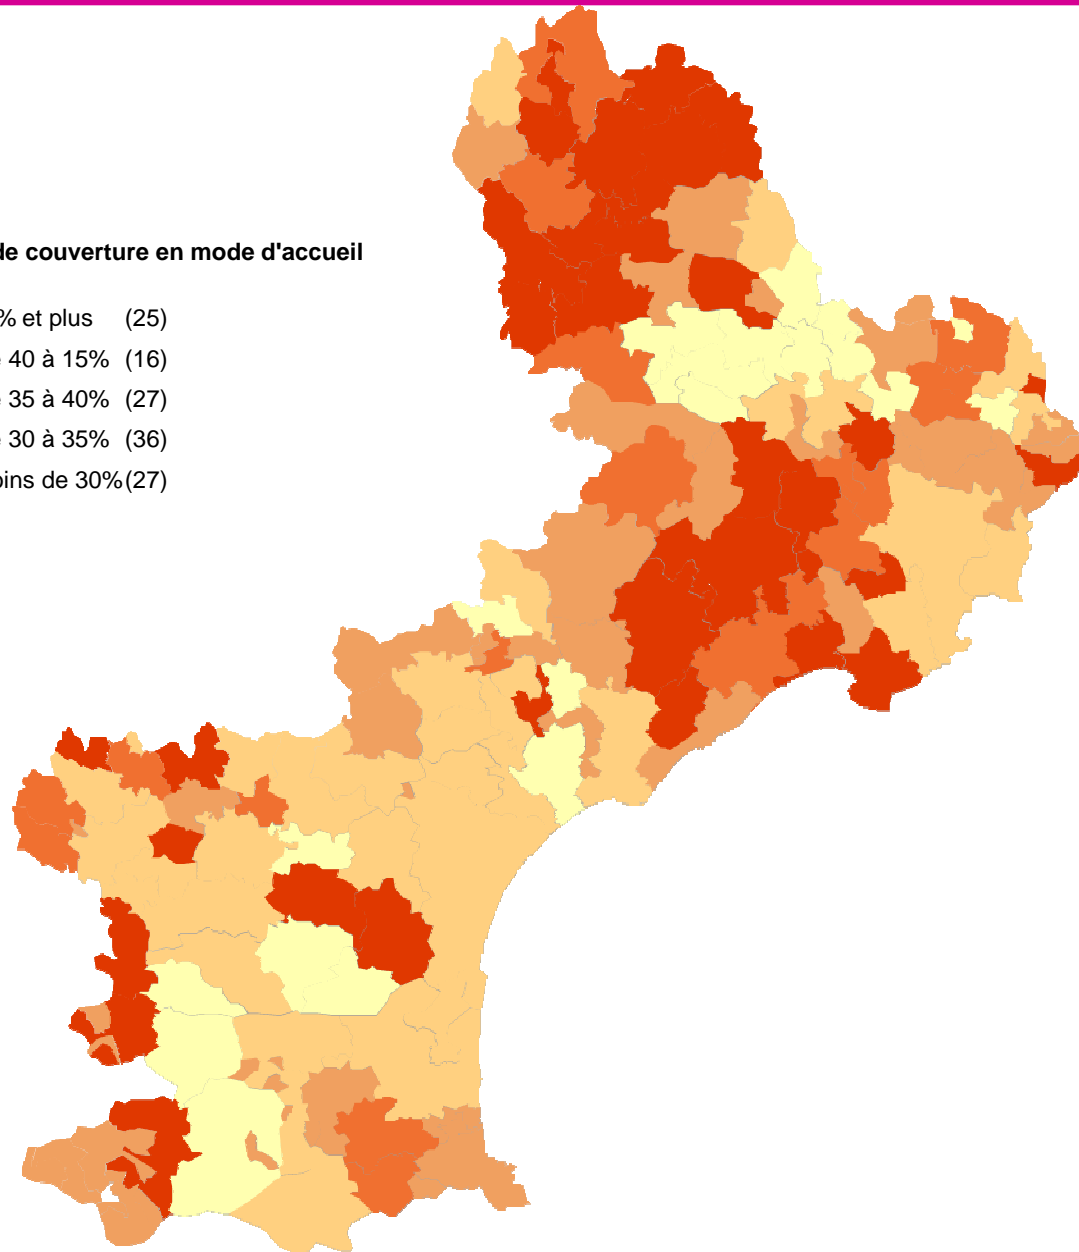 de couverture en mode d'accueil
% et plus (25)
40 à 15% (16)
35 à 40% (27)
30 à 35% (36)
oins de 30% (27)